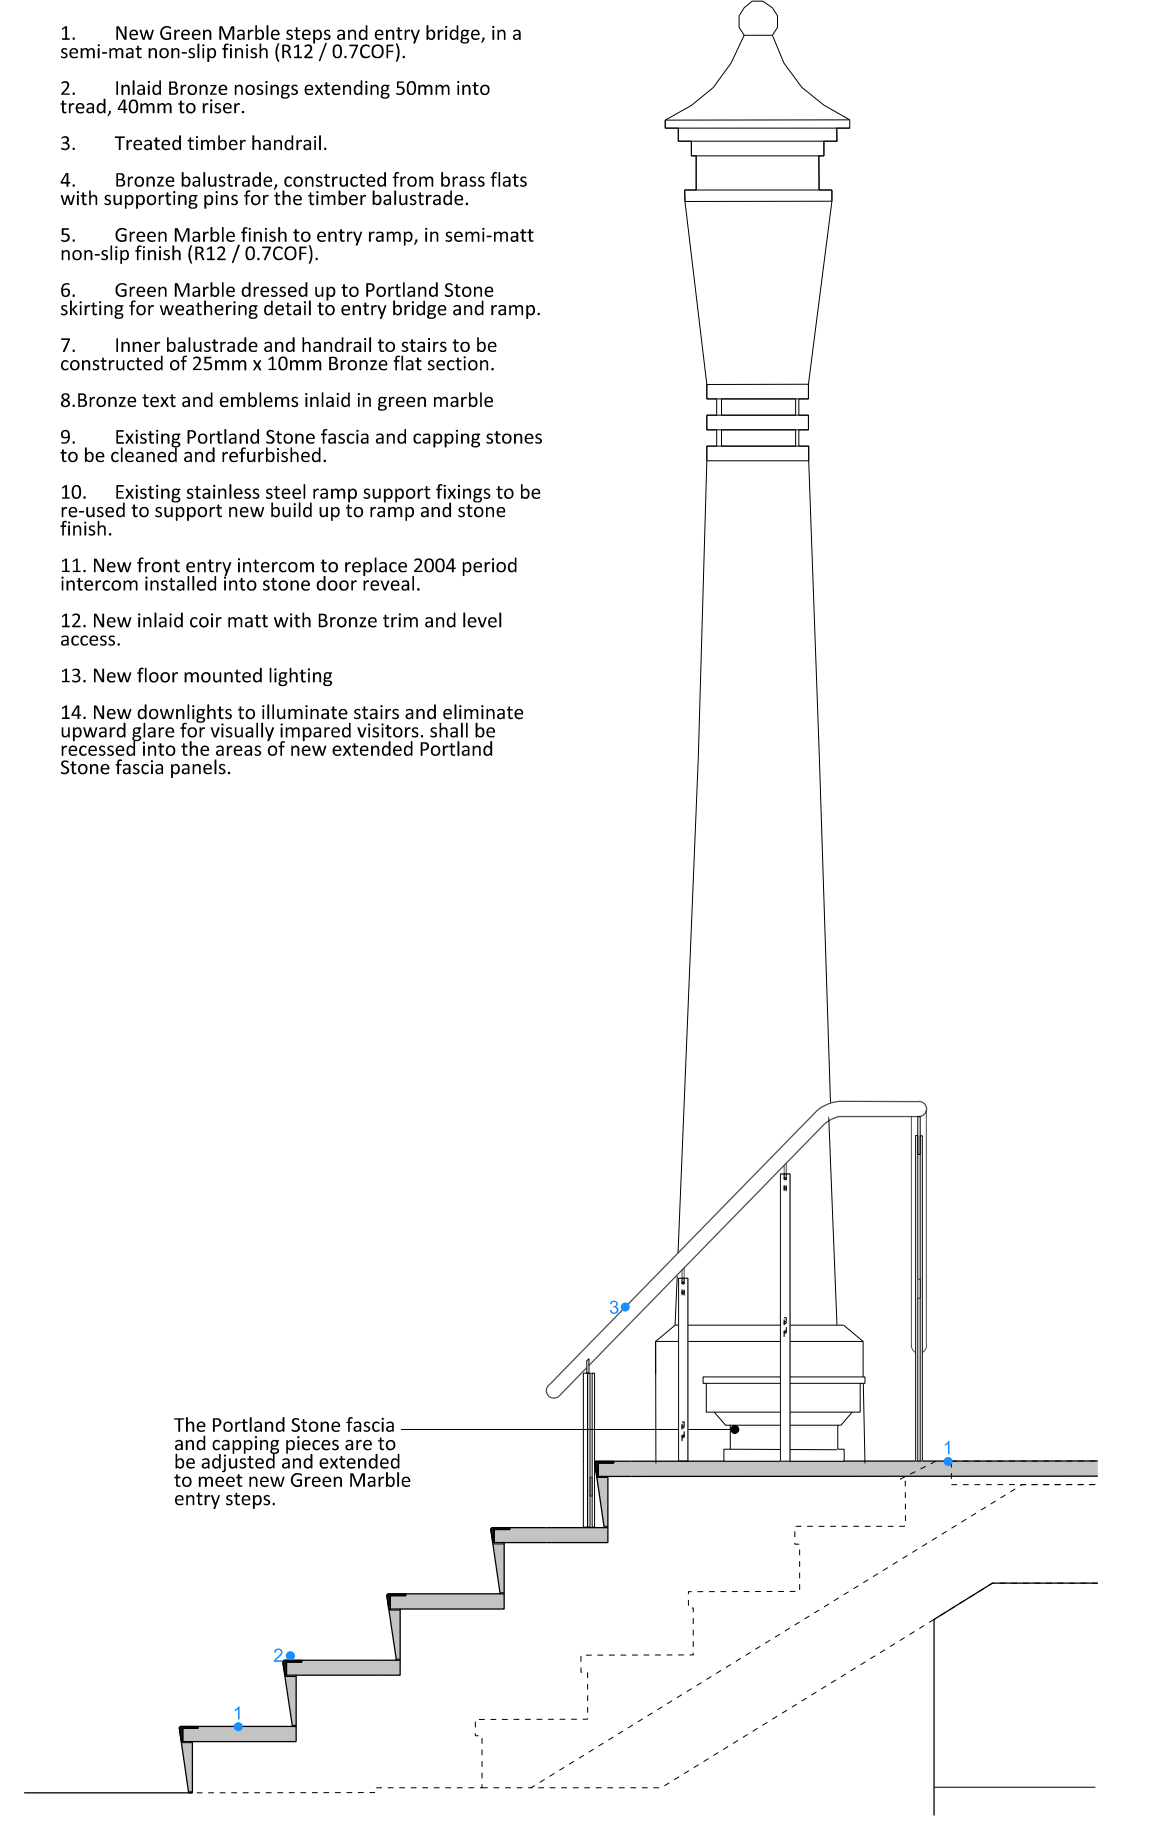 1. New Green Marble steps and entry bridge, in a
semi-mat non-slip finish (R12 / 0.7COF).
2. Inlaid Bronze nosings extending 50mm into
tread, 40mm to riser.
3. Treated timber handrail.
4. Bronze balustrade, constructed from brass flats
with supporting pins for the timber balustrade.
5. Green Marble finish to entry ramp, in semi-matt
non-slip finish (R12 / 0.7COF).
6. Green Marble dressed up to Portland Stone
skirting for weathering detail to entry bridge and ramp.
7. Inner balustrade and handrail to stairs to be
constructed of 25mm x 10mm Bronze flat section.
8.Bronze text and emblems inlaid in green marble
9. Existing Portland Stone fascia and capping stones
to be cleaned and refurbished.
10. Existing stainless steel ramp support fixings to be
re-used to support new build up to ramp and stone
finish.
11. New front entry intercom to replace 2004 period
intercom installed into stone door reveal.
12. New inlaid coir matt with Bronze trim and level
access.
13. New floor mounted lighting
14. New downlights to illuminate stairs and eliminate
upward glare for visually impared visitors. shall be
recessed into the areas of new extended Portland
Stone fascia panels.
3
The Portland Stone fascia
and capping pieces are to
be adjusted and extended
to meet new Green Marble
entry steps.
1
2
1